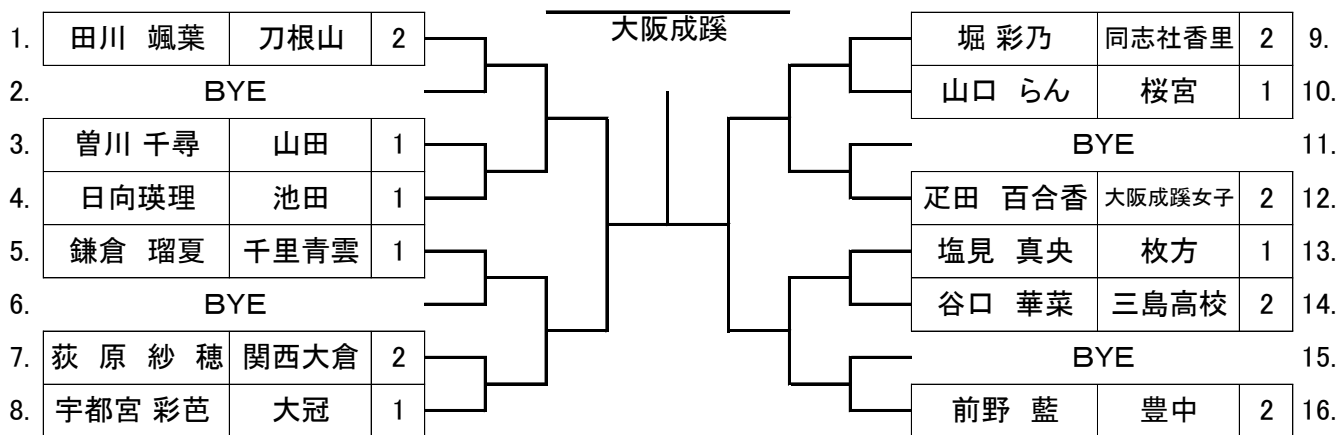 大阪成蹊
1. 田川 颯葉 刀根山 2
2. BYE
3. 曽川 千尋 山田 1
4. 日向瑛理 池田 1
5. 鎌倉 瑠夏 千里青雲 1
6. BYE
7. 荻 原 紗 穂 関西大倉 2
8. 宇都宮 彩芭 大冠 1
堀 彩乃 同志社香里 2 9.
山口 らん 桜宮 1 10.
BYE 11.
疋田 百合香 大阪成蹊女子 2 12.
塩見 真央 枚方 1 13.
谷口 華菜 三島高校 2 14.
BYE 15.
前野 藍 豊中 2 16.